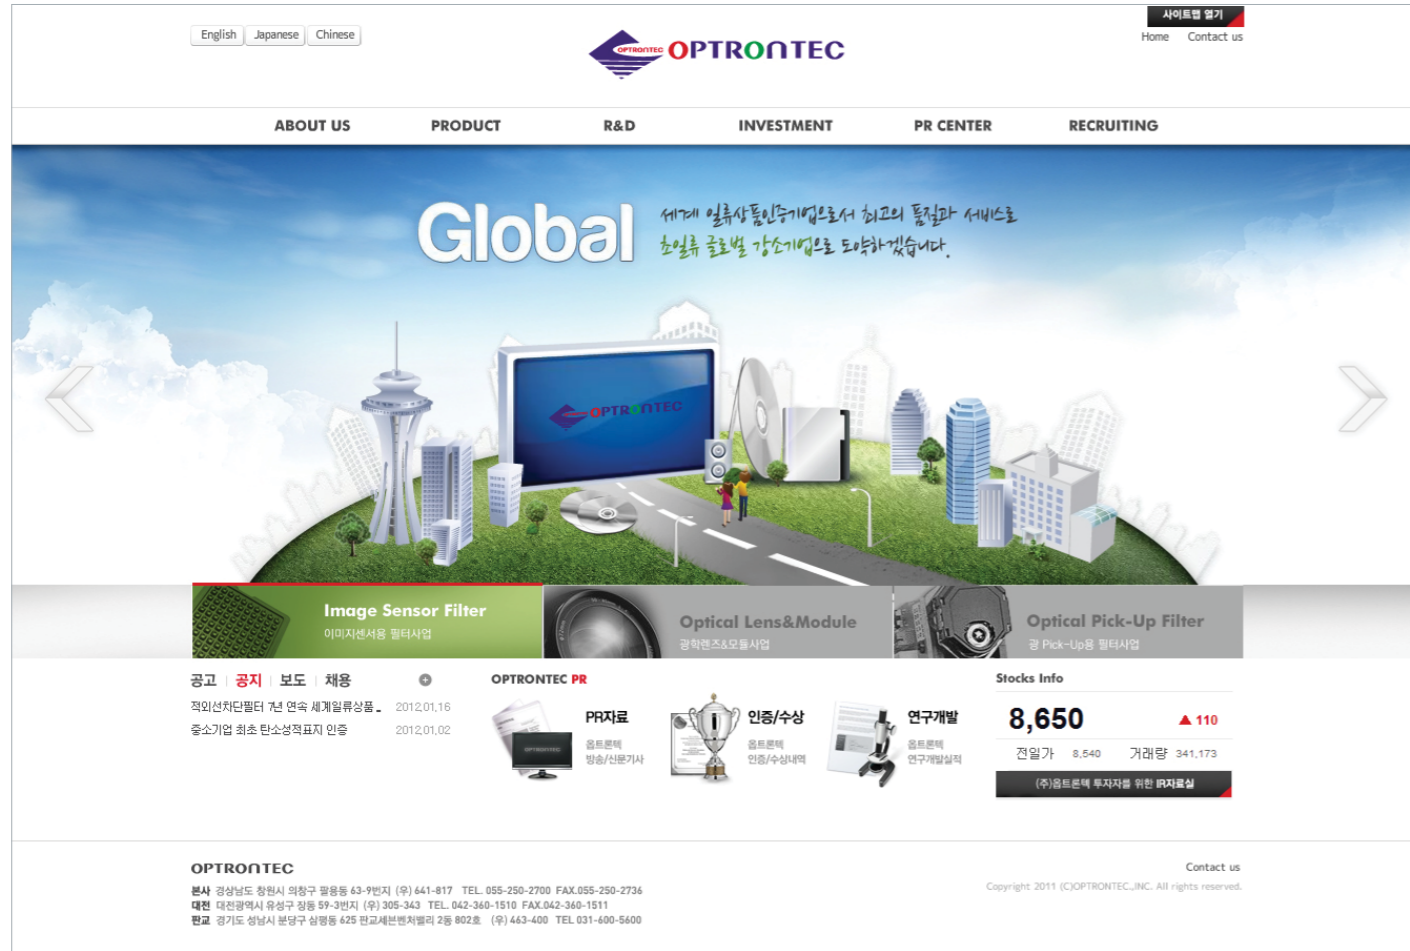 English Japanese Chinese
OPTRONTEC OPTRONTEC
사이트맵 열기
Home Contact us
ABOUT US PRODUCT R&D INVESTMENT PR CENTER RECRUITING
Global
세계 일류상품인증기업으로서 최고의 품질과 서비스로
초일류 글로벌 강소기업으로 도약하겠습니다.
OPTRONTEC
Image Sensor Filter
이미지센서용 필터사업
Optical Lens&Module
광학렌즈&모듈사업
Optical Pick-Up Filter
광 Pick-Up용 필터사업
공고 공지 보도 채용
적외선차단필터 7년 연속 세계일류상품 2012.01.16
중소기업 최초 탄소성적표지 인증 2012.01.02
OPTRONTEC PR
OPTRONTEC
PR자료
옵트론텍
방송/신문기사
인증/수상
옵트론텍
인증/수상내역
연구개발
옵트론텍
연구개발실적
Stocks Info
8,650 ▲ 110
전일가 8,540 거래량 341,173
(주)옵트론텍 투자자를 위한 IR자료실
OPTRONTEC
본사 경상남도 창원시 의창구 팔용동 63-9번지 (우) 641-817 TEL. 055-250-2700 FAX.055-250-2736
대전 대전광역시 유성구 장동 59-3번지 (우) 305-343 TEL. 042-360-1510 FAX.042-360-1511
판교 경기도 성남시 분당구 삼평동 625 판교세븐벤처밸리 2동 802호 (우) 463-400 TEL 031-600-5600
Contact us
Copyright 2011 (C)OPTRONTEC.,INC. All rights reserved.